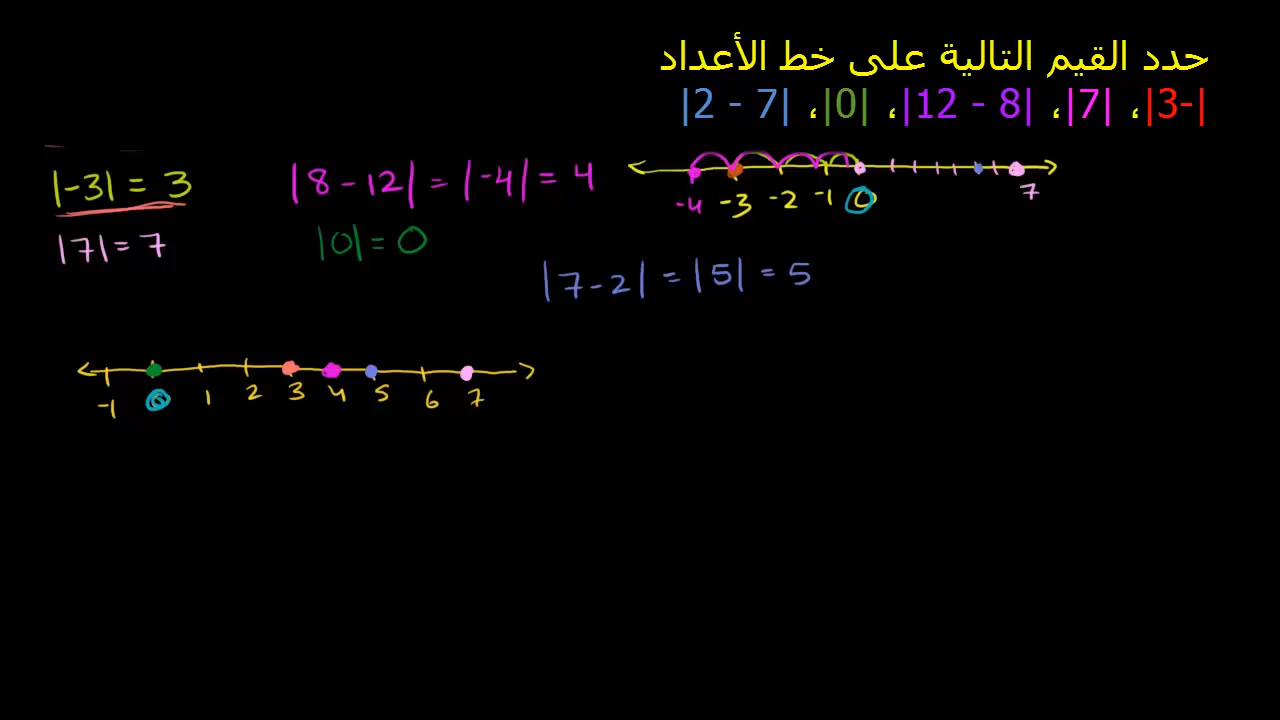 حدد القيم التالية على خط الأعداد
|-3|، |7|، |8 - 12|، |0|، |7 - 2|
|-3| = 3
|8 - 12| = |-4| = 4
-4 -3 -2 -1 0 7
|7| = 7
|0| = 0
|7 - 2| = |5| = 5
-1 0 1 2 3 4 5 6 7